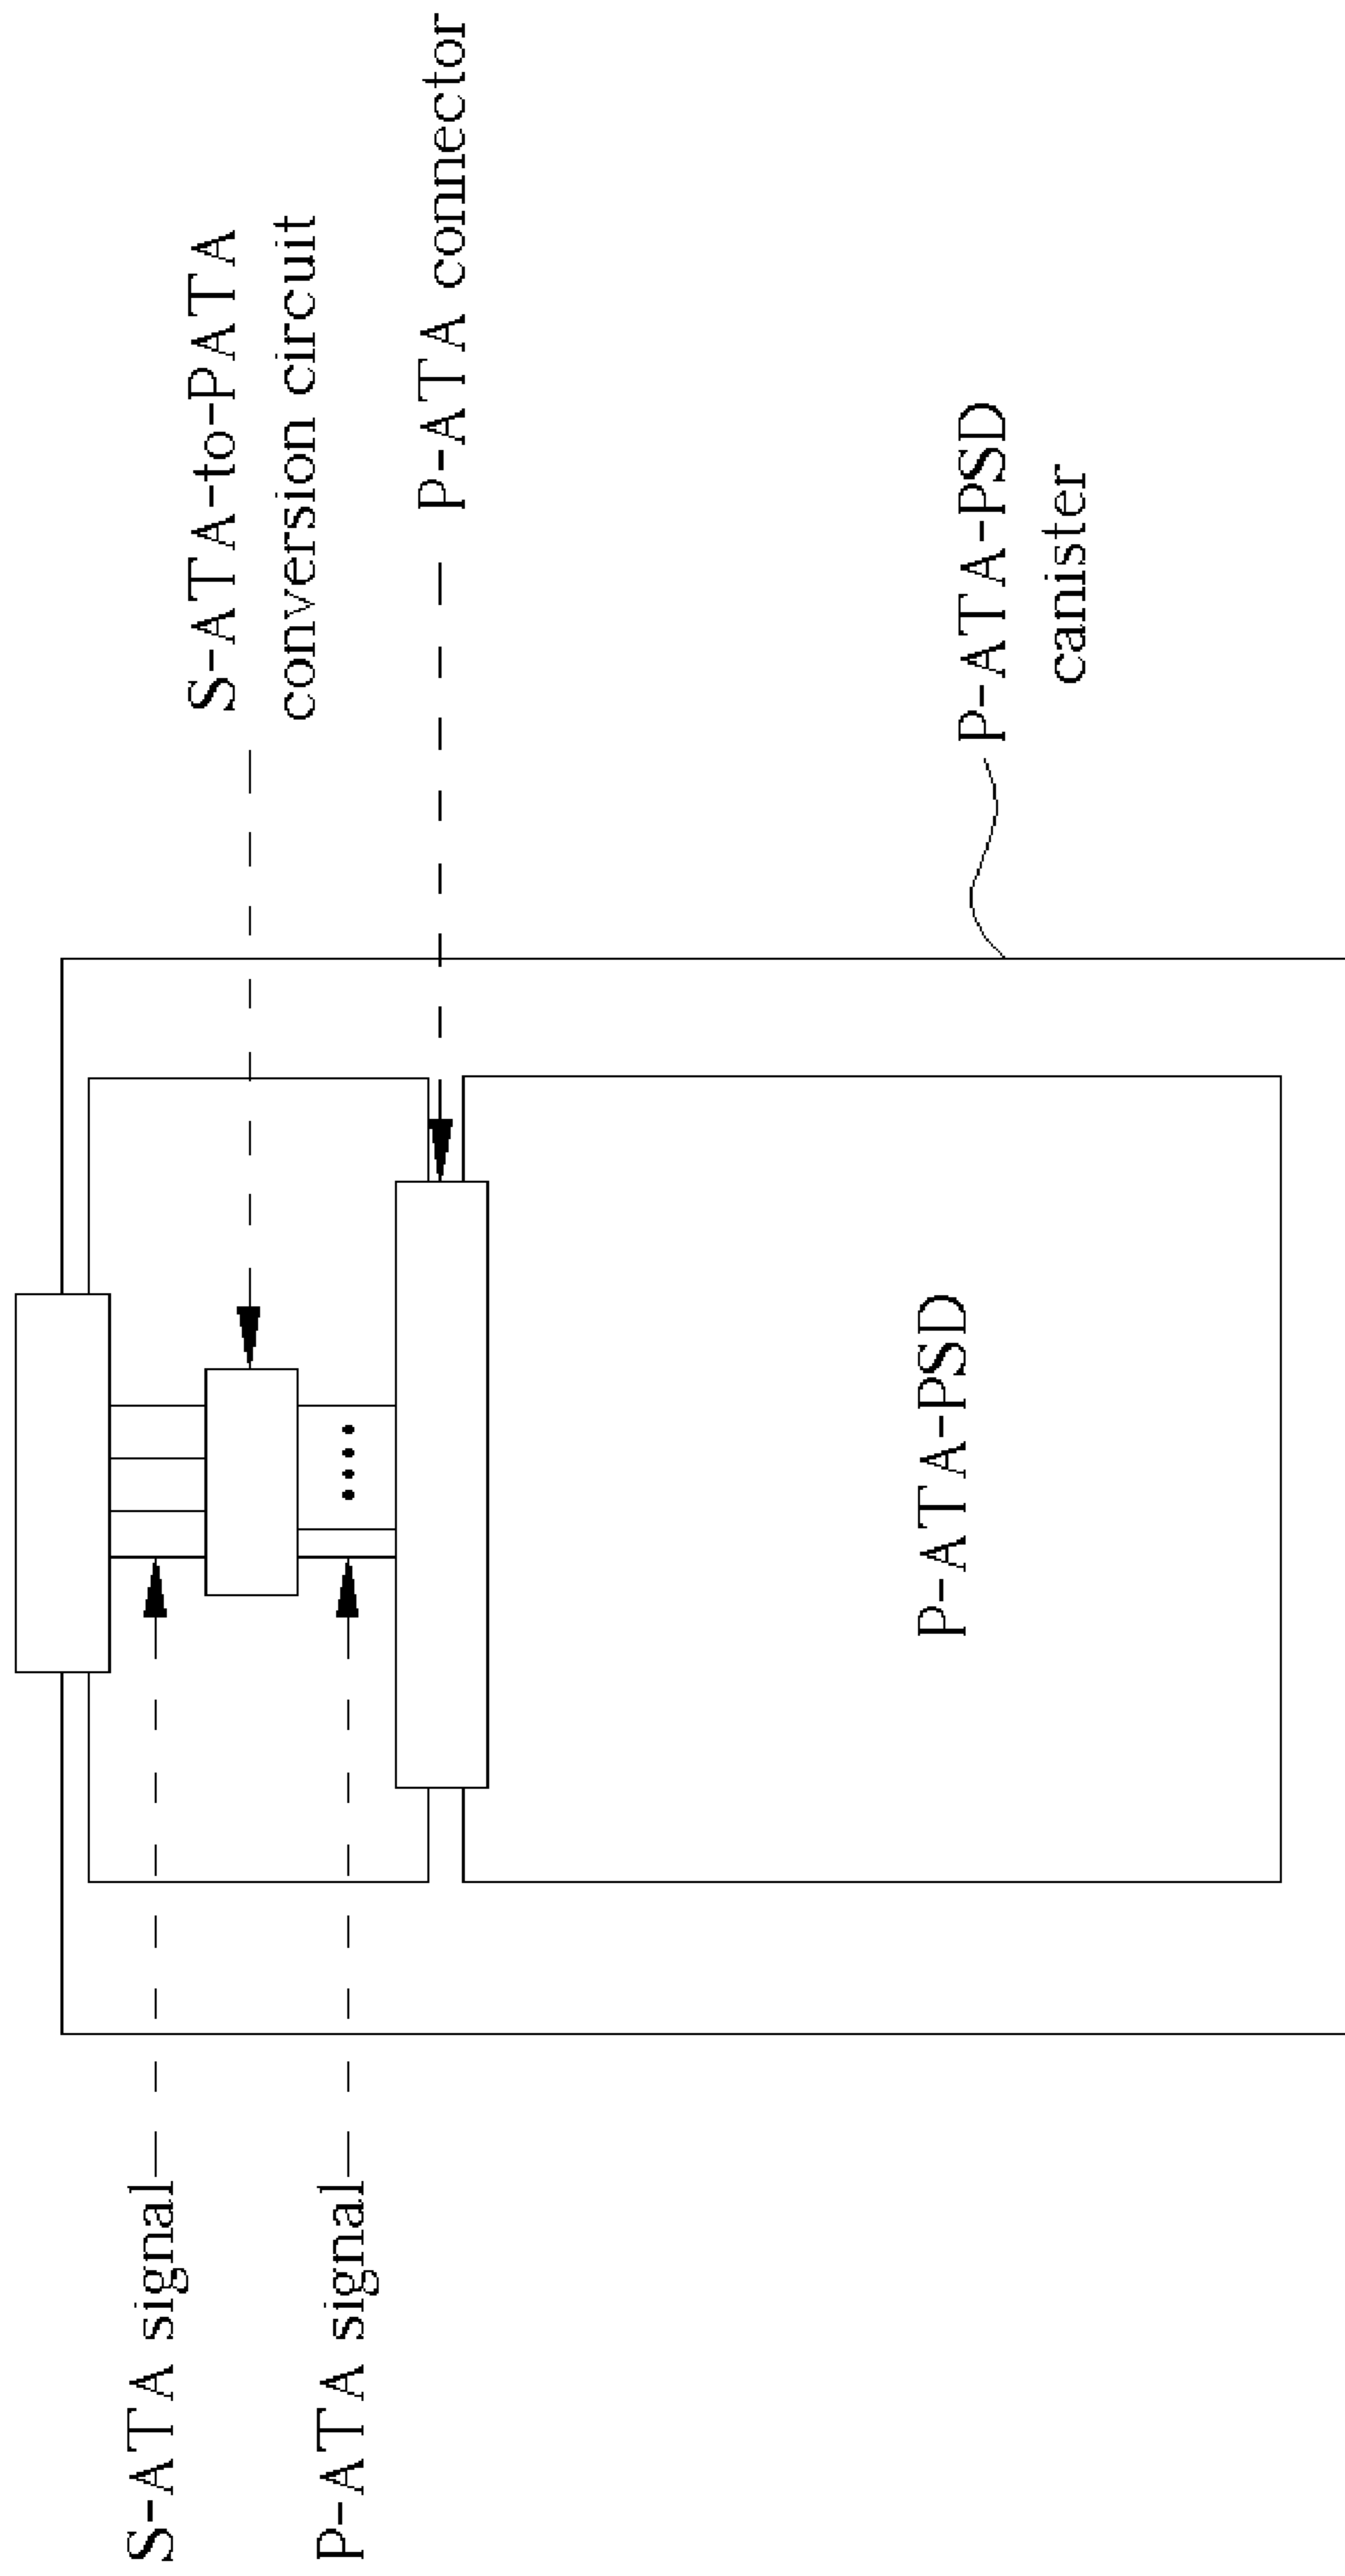 S-ATA signal
P-ATA signal
S-ATA-to-PATA
conversion circuit
P-ATA connector
P-ATA-PSD
P-ATA-PSD
canister